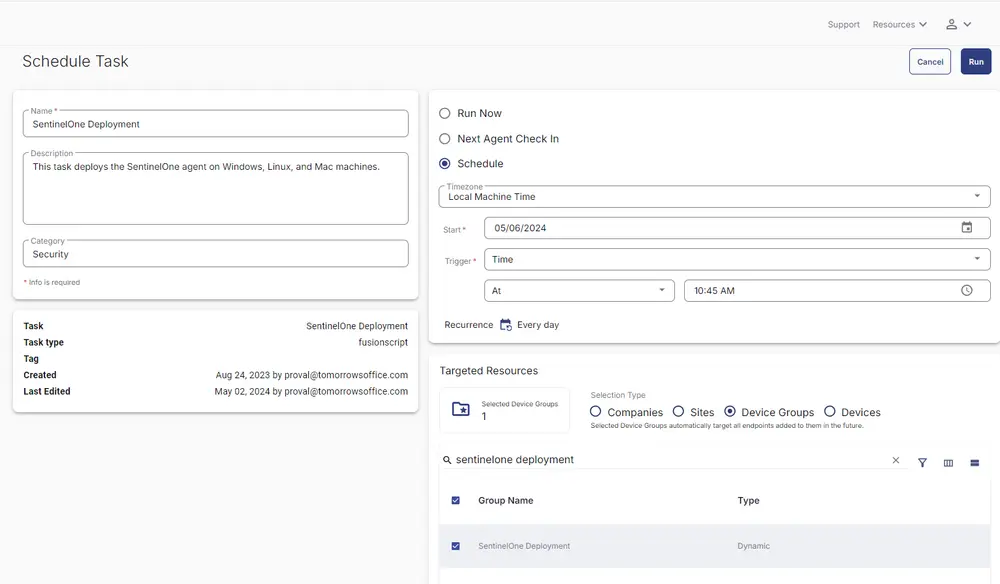 Support Resources
Schedule Task
Cancel Run
Name *
SentinelOne Deployment
Description
This task deploys the SentinelOne agent on Windows, Linux, and Mac machines.
Category
Security
* Info is required
Task SentinelOne Deployment
Task type fusionscript
Tag
Created Aug 24, 2023 by proval@tomorrowsoffice.com
Last Edited May 02, 2024 by proval@tomorrowsoffice.com
Run Now
Next Agent Check In
Schedule
Timezone
Local Machine Time
Start * 05/06/2024
Trigger * Time
At 10:45 AM
Recurrence Every day
Targeted Resources
Selected Device Groups
1
Selection Type
Companies Sites Device Groups Devices
Selected Device Groups automatically target all endpoints added to them in the future.
sentinelone deployment
Group Name Type
SentinelOne Deployment Dynamic